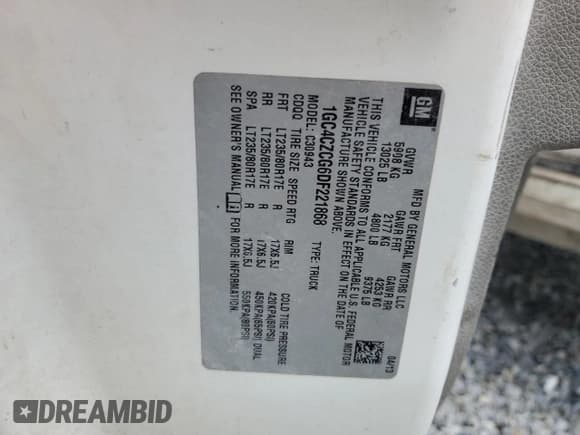 GM
MFD BY GENERAL MOTORS LLC
04/13
GVWR GAWR FRT GAWR RR
5908 KG 2177 KG 4253 KG
13025 LB 4800 LB 9375 LB
THIS VEHICLE CONFORMS TO ALL APPLICABLE U.S. FEDERAL MOTOR
VEHICLE SAFETY STANDARDS IN EFFECT ON THE DATE OF
MANUFACTURE SHOWN ABOVE.
1GC4CZCG6DF221868 TYPE: TRUCK
MODEL: C30943
CDQQ TIRE SIZE SPEED RTG RIM COLD TIRE PRESSURE
FRT LT235/80R17E R 17X6.5J 420KPA(60PSI)
RR LT235/80R17E R 17X6.5J 450KPA(65PSI) DUAL
SPA LT235/80R17E R 17X6.5J 550KPA(80PSI)
SEE OWNER'S MANUAL FOR MORE INFORMATION.
DREAMBID